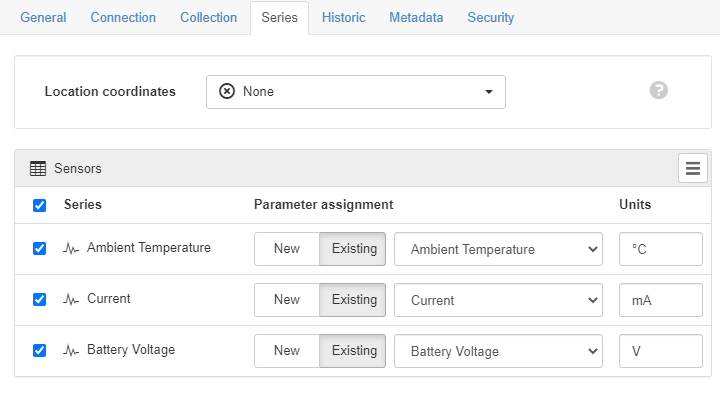 General Connection Collection Series Historic Metadata Security
Location coordinates None ?
Sensors
Series Parameter assignment Units
Ambient Temperature New Existing Ambient Temperature °C
Current New Existing Current mA
Battery Voltage New Existing Battery Voltage V